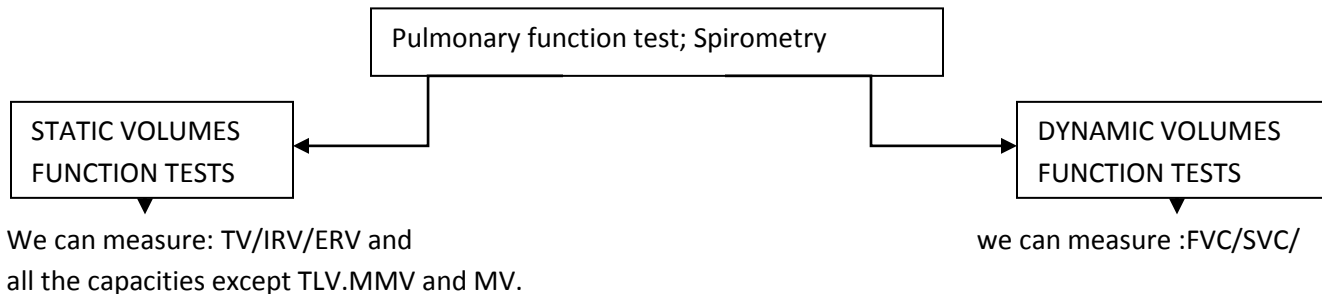 Pulmonary function test; Spirometry
STATIC VOLUMES
FUNCTION TESTS
DYNAMIC VOLUMES
FUNCTION TESTS
We can measure: TV/IRV/ERV and
all the capacities except TLV.MMV and MV.
we can measure :FVC/SVC/